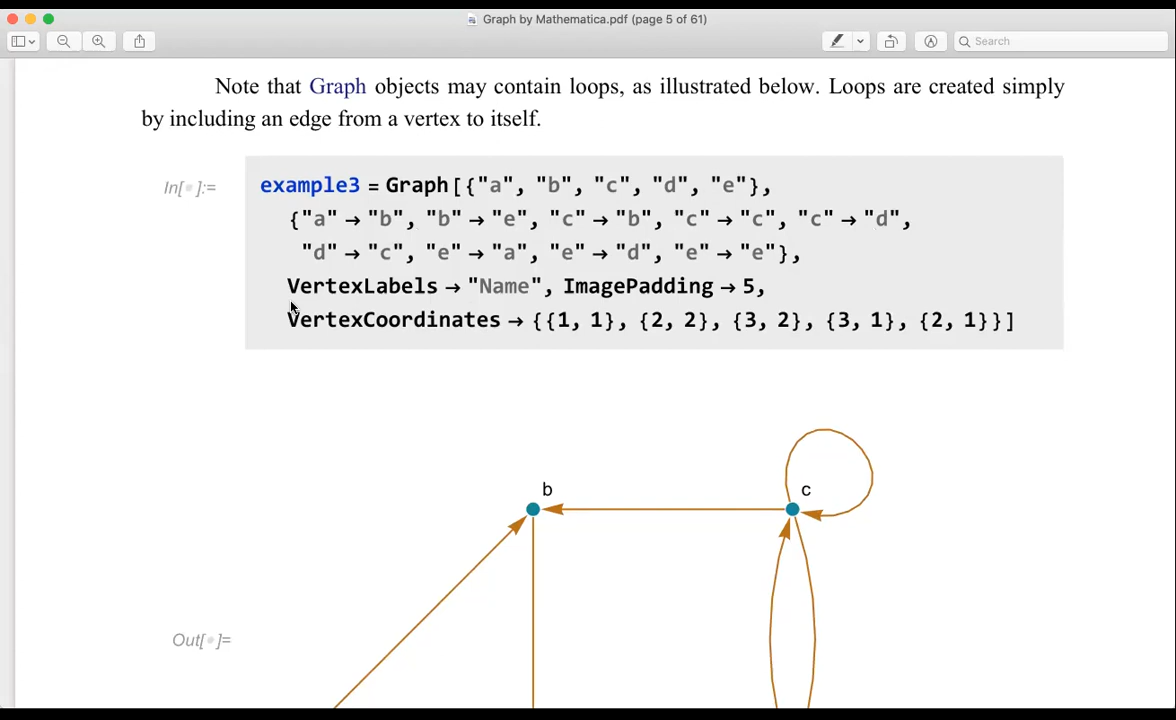 Graph by Mathematica.pdf (page 5 of 61)
Search
Note that Graph objects may contain loops, as illustrated below. Loops are created simply
by including an edge from a vertex to itself.
In[ ]:=
example3 = Graph[{"a", "b", "c", "d", "e"},
{"a" → "b", "b" → "e", "c" → "b", "c" → "c", "c" → "d",
"d" → "c", "e" → "a", "e" → "d", "e" → "e"},
VertexLabels → "Name", ImagePadding → 5,
VertexCoordinates → {{1, 1}, {2, 2}, {3, 2}, {3, 1}, {2, 1}}]
b
c
Out[ ]=